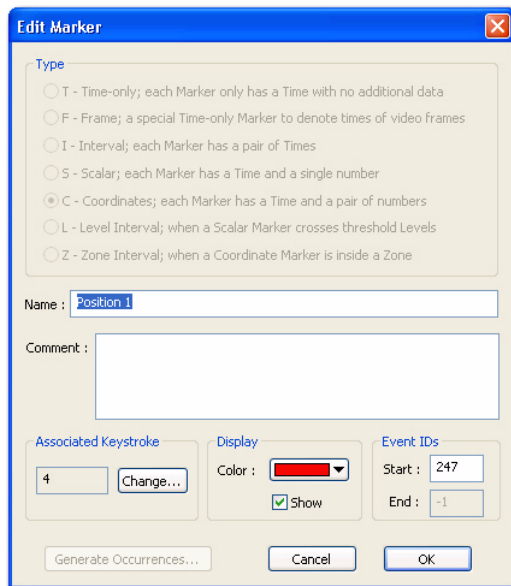 Edit Marker
Type
T - Time-only; each Marker only has a Time with no additional data
F - Frame; a special Time-only Marker to denote times of video frames
I - Interval; each Marker has a pair of Times
S - Scalar; each Marker has a Time and a single number
C - Coordinates; each Marker has a Time and a pair of numbers
L - Level Interval; when a Scalar Marker crosses threshold Levels
Z - Zone Interval; when a Coordinate Marker is inside a Zone
Name : Position 1
Comment :
Associated Keystroke Display Event IDs
4 Change... Color : Start : 247
Show End : -1
Generate Occurrences... Cancel OK